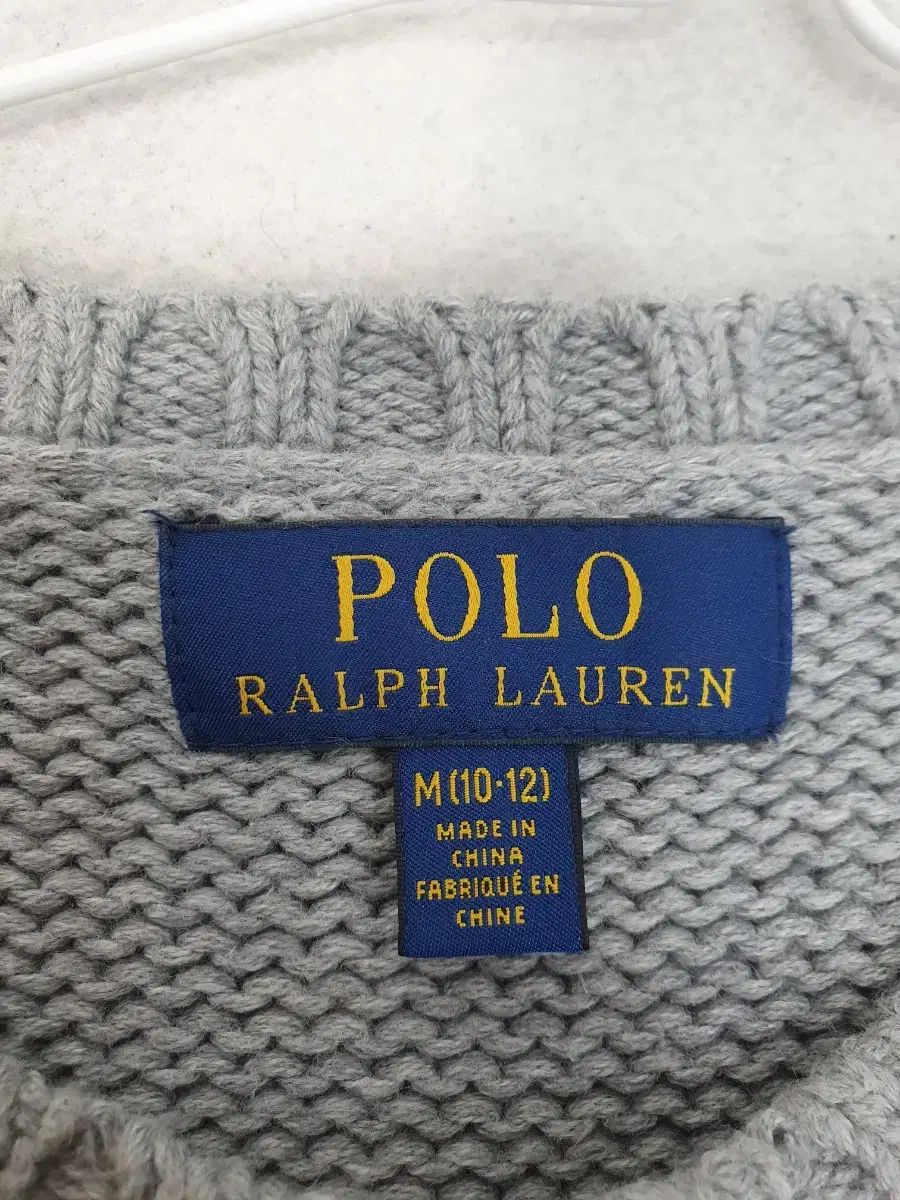 POLO
RALPH LAUREN
M(10-12)
MADE IN
CHINA
FABRIQUÉ EN
CHINE